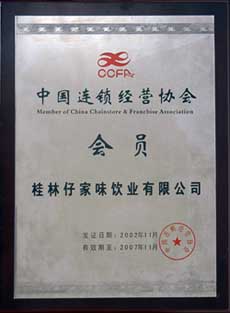 CCFA
中国连锁经营协会
Member of China Chainstore & Franchise Association
会员
桂林仔家味饮业有限公司
发证日期：2002年11月
有效期至：2007年11月